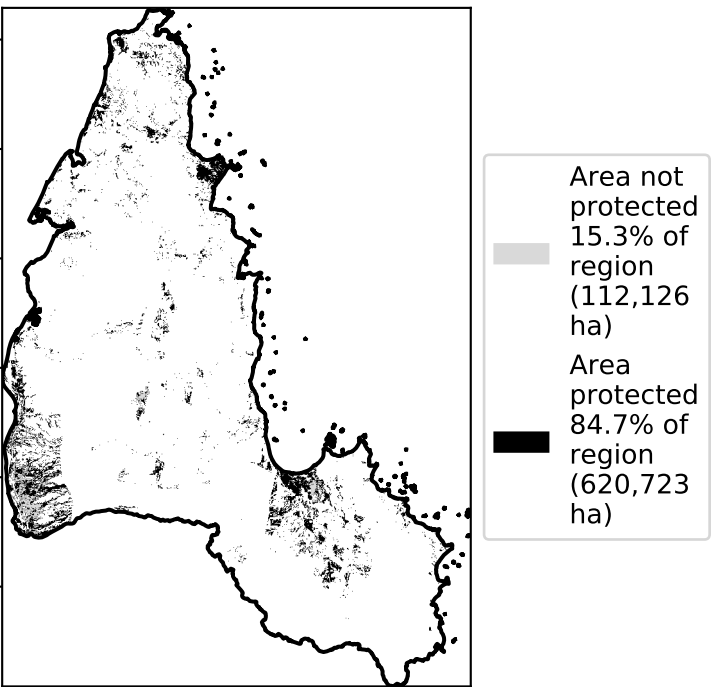 Area not
protected
15.3% of
region
(112,126
ha)
Area
protected
84.7% of
region
(620,723
ha)